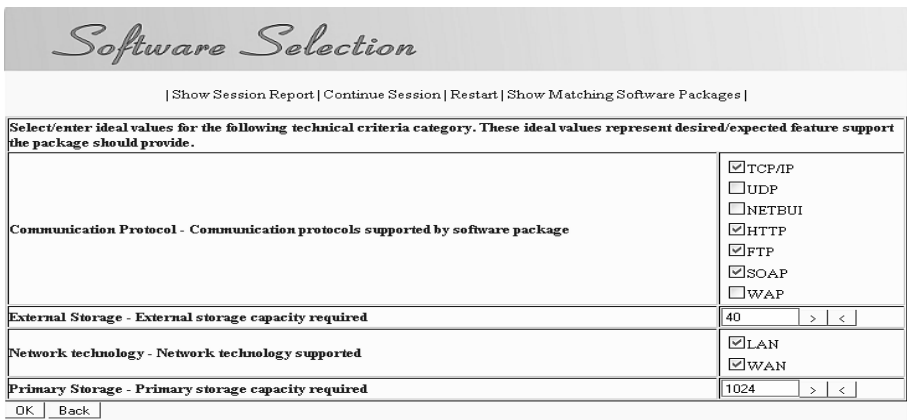 Software Selection
| Show Session Report | Continue Session | Restart | Show Matching Software Packages |
Select/enter ideal values for the following technical criteria category. These ideal values represent desired/expected feature support
the package should provide.
Communication Protocol - Communication protocols supported by software package
TCP/IP
UDP
NETBUI
HTTP
FTP
SOAP
WAP
External Storage - External storage capacity required
40 > <
Network technology - Network technology supported
LAN
WAN
Primary Storage - Primary storage capacity required
1024 > <
OK Back